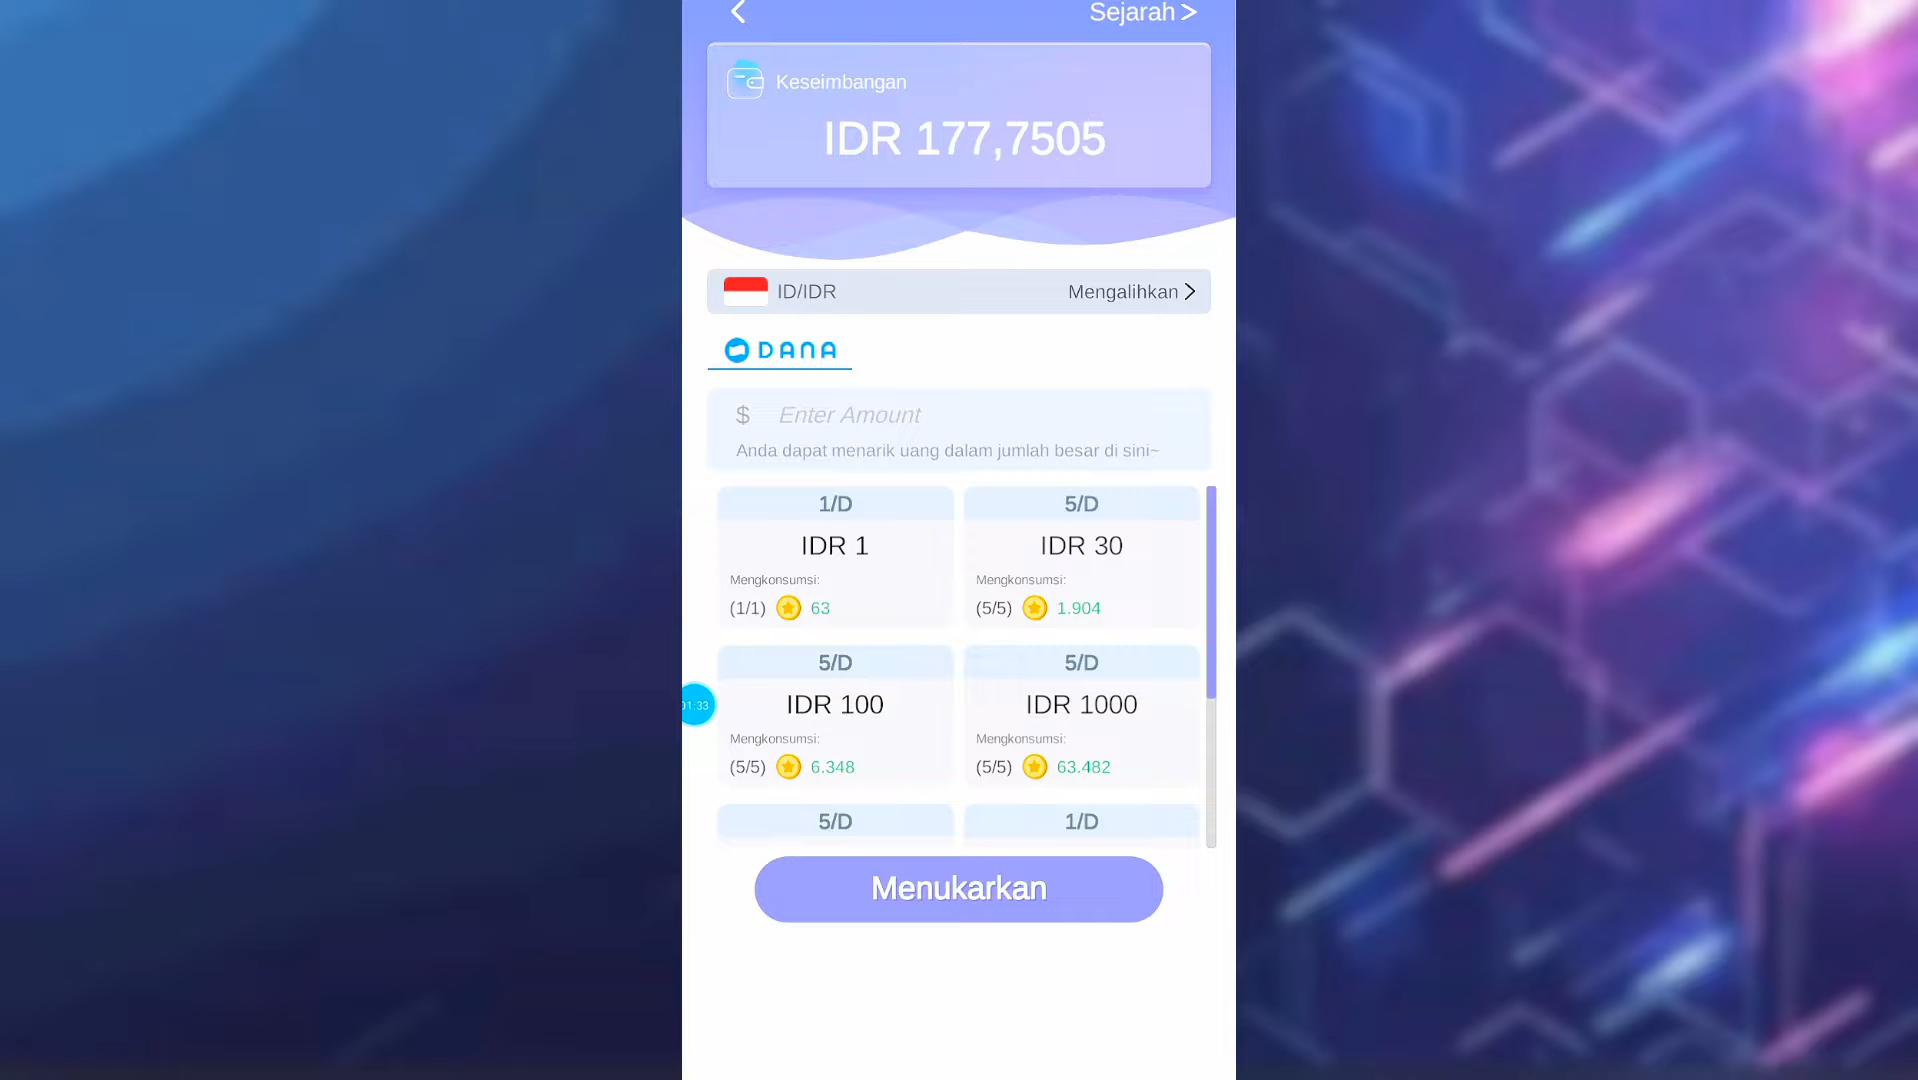 Sejarah >
Keseimbangan
IDR 177,7505
ID/IDR
Mengalihkan >
DANA
$ Enter Amount
Anda dapat menarik uang dalam jumlah besar di sini~
1/D
5/D
IDR 1
IDR 30
Mengkonsumsi:
Mengkonsumsi:
(1/1) 63
(5/5) 1.904
5/D
5/D
IDR 100
IDR 1000
01:33
Mengkonsumsi:
Mengkonsumsi:
(5/5) 6.348
(5/5) 63.482
5/D
1/D
Menukarkan